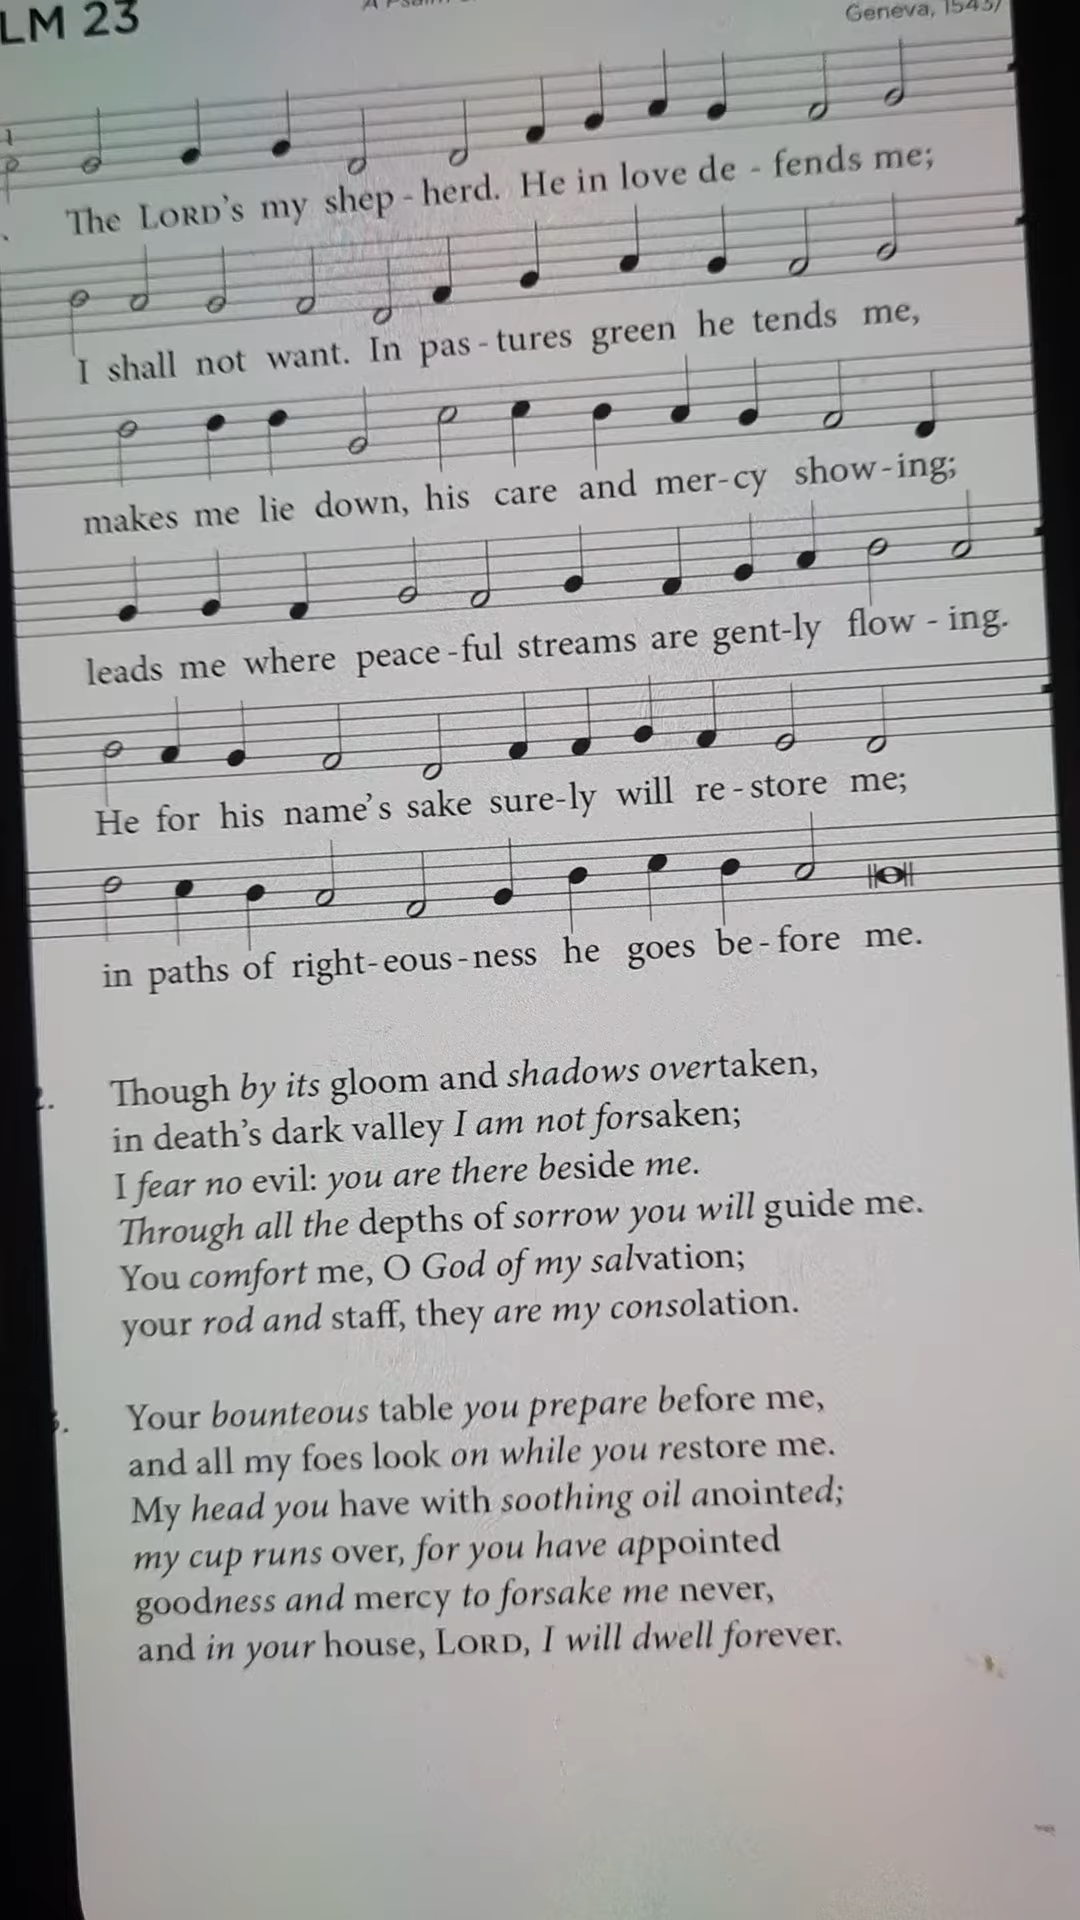 LM 23
A Psalm
Geneva, 1543/
The LORD's my shep - herd. He in love de - fends me;
I shall not want. In pas - tures green he tends me,
makes me lie down, his care and mer-cy show-ing;
leads me where peace-ful streams are gent-ly flow - ing.
He for his name's sake sure-ly will re - store me;
in paths of right-eous-ness he goes be-fore me.
2. Though by its gloom and shadows overtaken,
in death's dark valley I am not forsaken;
I fear no evil: you are there beside me.
Through all the depths of sorrow you will guide me.
You comfort me, O God of my salvation;
your rod and staff, they are my consolation.
3. Your bounteous table you prepare before me,
and all my foes look on while you restore me.
My head you have with soothing oil anointed;
my cup runs over, for you have appointed
goodness and mercy to forsake me never,
and in your house, LORD, I will dwell forever.